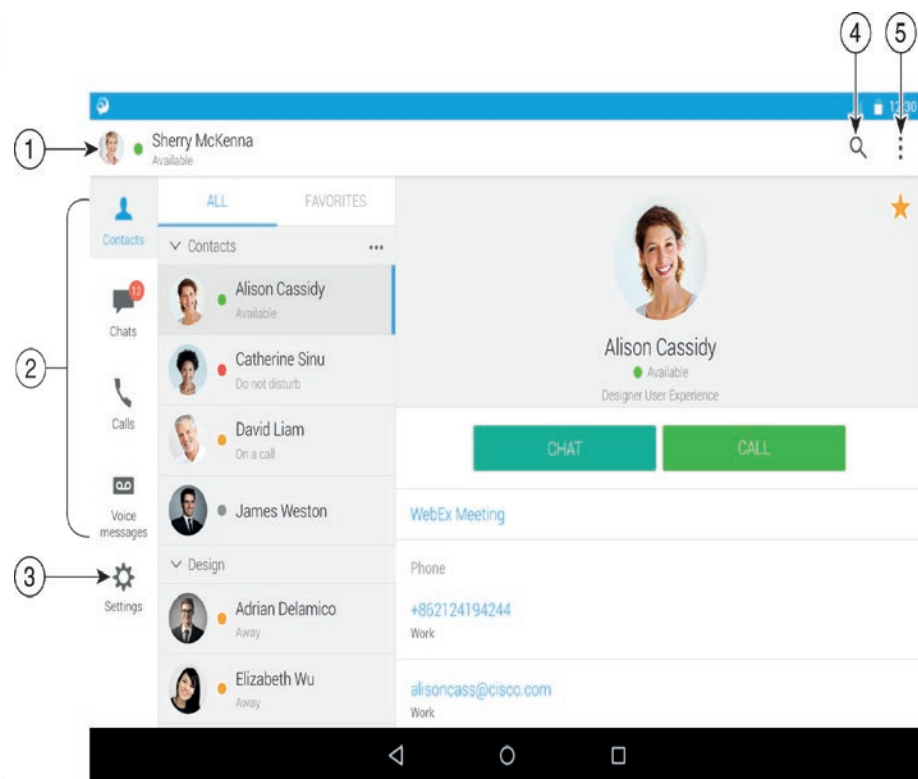 4 5
12:30
1
Sherry McKenna
Available
2
Contacts
12
Chats
Calls
Voice
messages
3
Settings
ALL FAVORITES
Contacts
Alison Cassidy
Available
Catherine Sinu
Do not disturb
David Liam
On a call
James Weston
Design
Adrian Delamico
Away
Elizabeth Wu
Away
Alison Cassidy
Available
Designer User Experience
CHAT CALL
WebEx Meeting
Phone
+862124194244
Work
alisoncass@cisco.com
Work